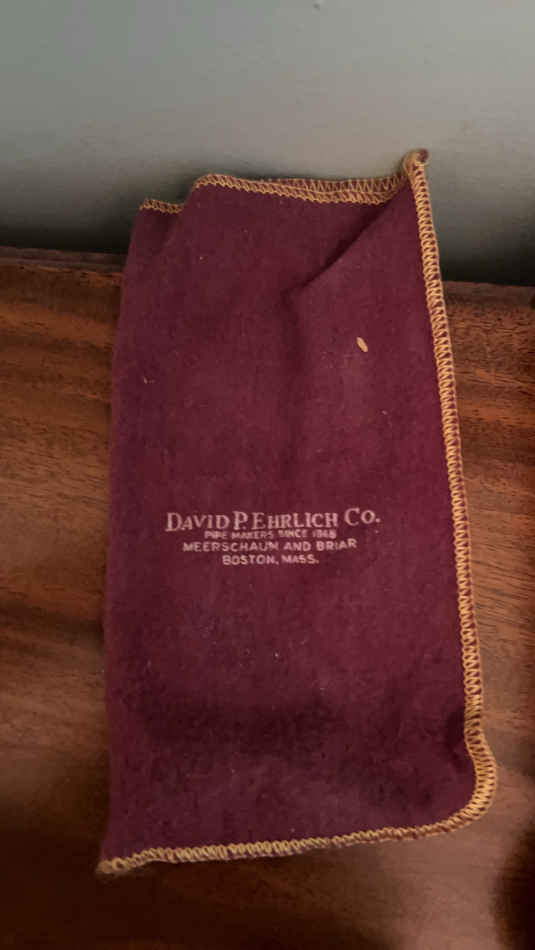 DAVID P. EHRLICH CO.
PIPE MAKERS SINCE 1868
MEERSCHAUM AND BRIAR
BOSTON, MASS.